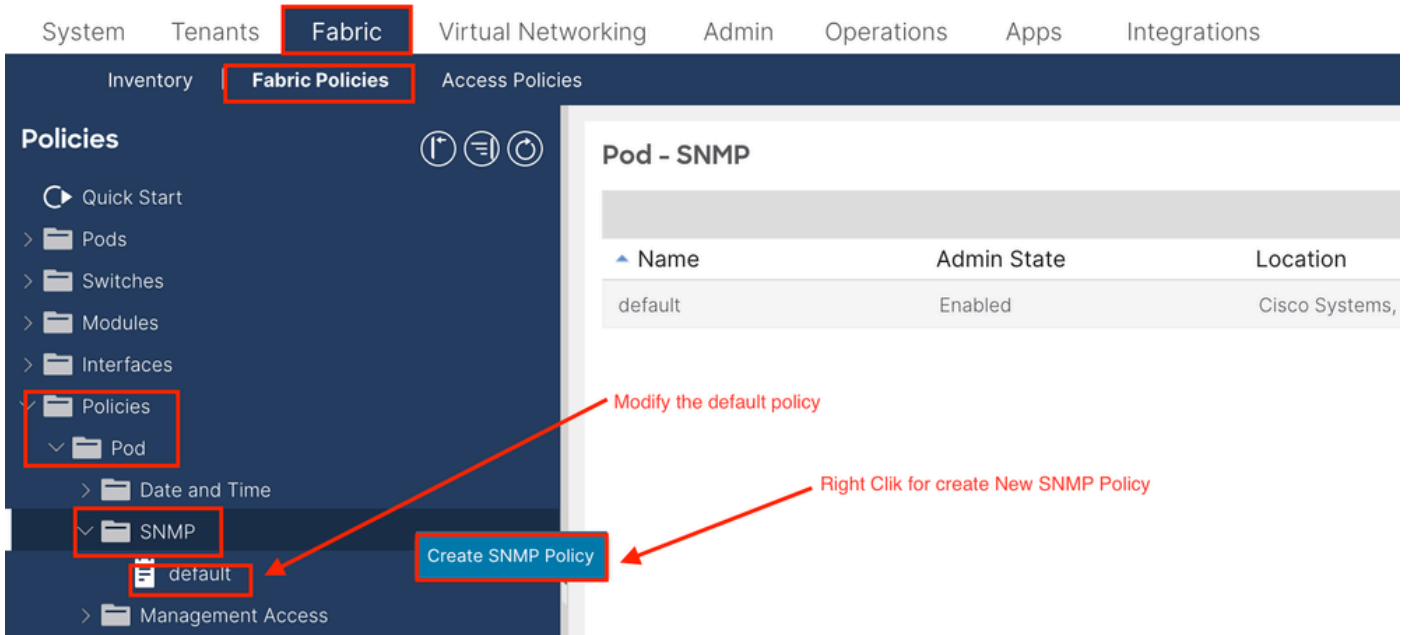 System Tenants Fabric Virtual Networking Admin Operations Apps Integrations
Inventory | Fabric Policies Access Policies
Policies
Quick Start
Pods
Switches
Modules
Interfaces
Policies
Pod
Date and Time
SNMP
default
Management Access
Create SNMP Policy
Pod - SNMP
Name Admin State Location
default Enabled Cisco Systems,
Modify the default policy
Right Clik for create New SNMP Policy